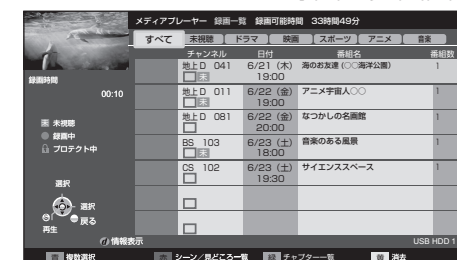 メディアプレーヤー 録画一覧 録画可能時間 33時間49分
すべて 未視聴 ドラマ 映画 スポーツ アニメ 音楽
チャンネル 日付 番組名 番組数
地上D 041 6/21 (木) 海のお友達 (○○海洋公園) 1
未 19:00
録画時間
00:10
地上D 011 6/22 (金) アニメ宇宙人○○ 1
未 19:00
地上D 081 6/22 (金) なつかしの名画館 1
20:00
未 未視聴
録画中
プロテクト中
BS 103 6/23 (土) 音楽のある風景 1
未 18:00
CS 102 6/23 (土) サイエンススペース 1
19:30
選択
選択
戻る
再生
情報表示 USB HDD 1
青 複数選択 赤 シーン/見どころ一覧 緑 チャプター一覧 黄 消去